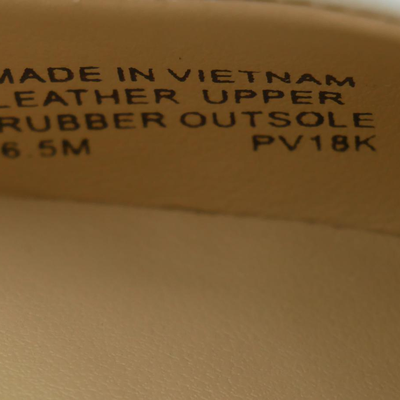 MADE IN VIETNAM
LEATHER UPPER
RUBBER OUTSOLE
6.5M PV18K